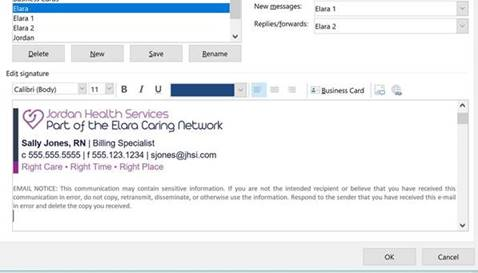 Elara
Elara 1
Elara 2
Jordan
New messages:
Elara 1
Replies/forwards:
Elara 2
Delete
New
Save
Rename
Edit signature
Calibri (Body)
11
B
I
U
Business Card
Jordan Health Services
Part of the Elara Caring Network
Sally Jones, RN | Billing Specialist
c 555.555.5555 | f 555.123.1234 | sjones@jhsi.com
Right Care • Right Time • Right Place
EMAIL NOTICE: This communication may contain sensitive information. If you are not the intended recipient or believe that you have received this
communication in error, do not copy, retransmit, disseminate, or otherwise use the information. Respond to the sender that you have received this e-mail
in error and delete the copy you received.
OK
Cancel